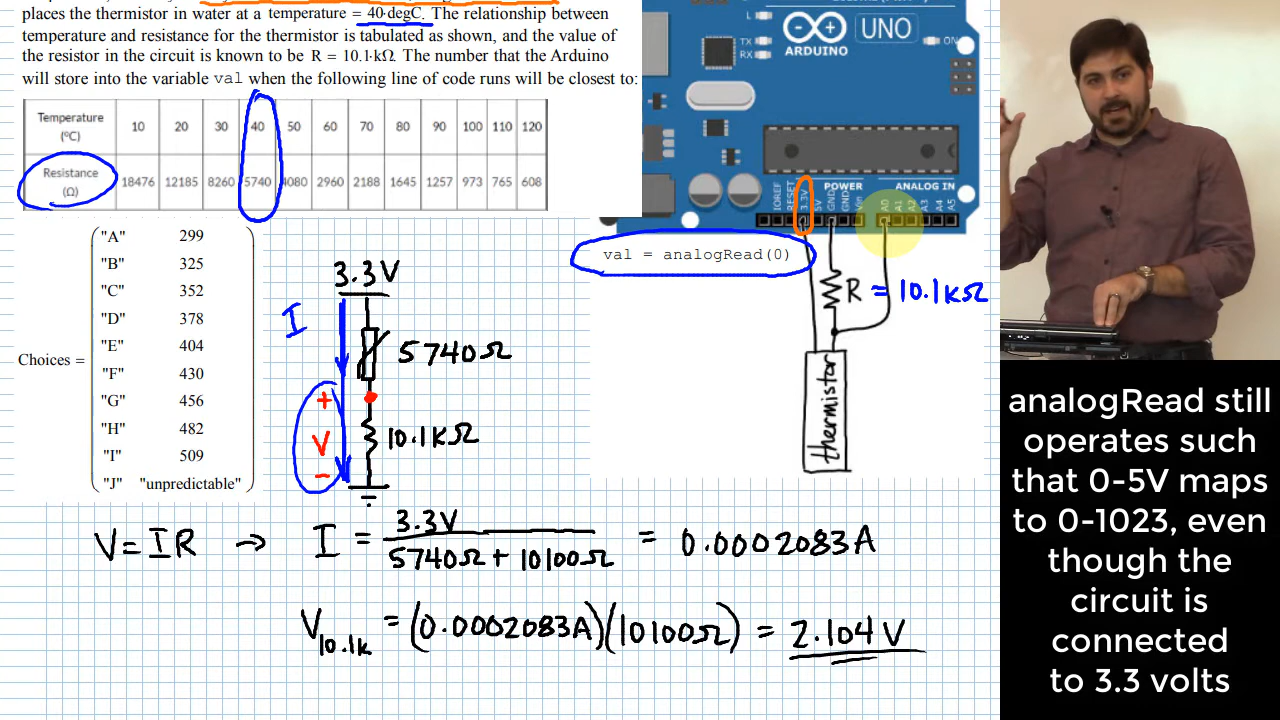 places the thermistor in water at a temperature = 40·degC. The relationship between
temperature and resistance for the thermistor is tabulated as shown, and the value of
the resistor in the circuit is known to be R = 10.1·kΩ. The number that the Arduino
will store into the variable val when the following line of code runs will be closest to:
Temperature (°C) 10 20 30 40 50 60 70 80 90 100 110 120
Resistance (Ω) 18476 12185 8260 5740 4080 2960 2188 1645 1257 973 765 608
Choices =
"A" 299
"B" 325
"C" 352
"D" 378
"E" 404
"F" 430
"G" 456
"H" 482
"I" 509
"J" "unpredictable"
3.3V
I
5740Ω
+
V
-
10.1KΩ
L
TX
RX
ARDUINO
UNO
ON
POWER
ANALOG IN
IOREF
RESET
3.3V
5V
GND
GND
Vin
A0
A1
A2
A3
A4
A5
val = analogRead(0)
R = 10.1KΩ
thermistor
V=IR → I = 3.3V / 5740Ω + 10100Ω = 0.0002083A
V10.1k = (0.0002083A)(10100Ω) = 2.104 V
analogRead still
operates such
that 0-5V maps
to 0-1023, even
though the
circuit is
connected
to 3.3 volts